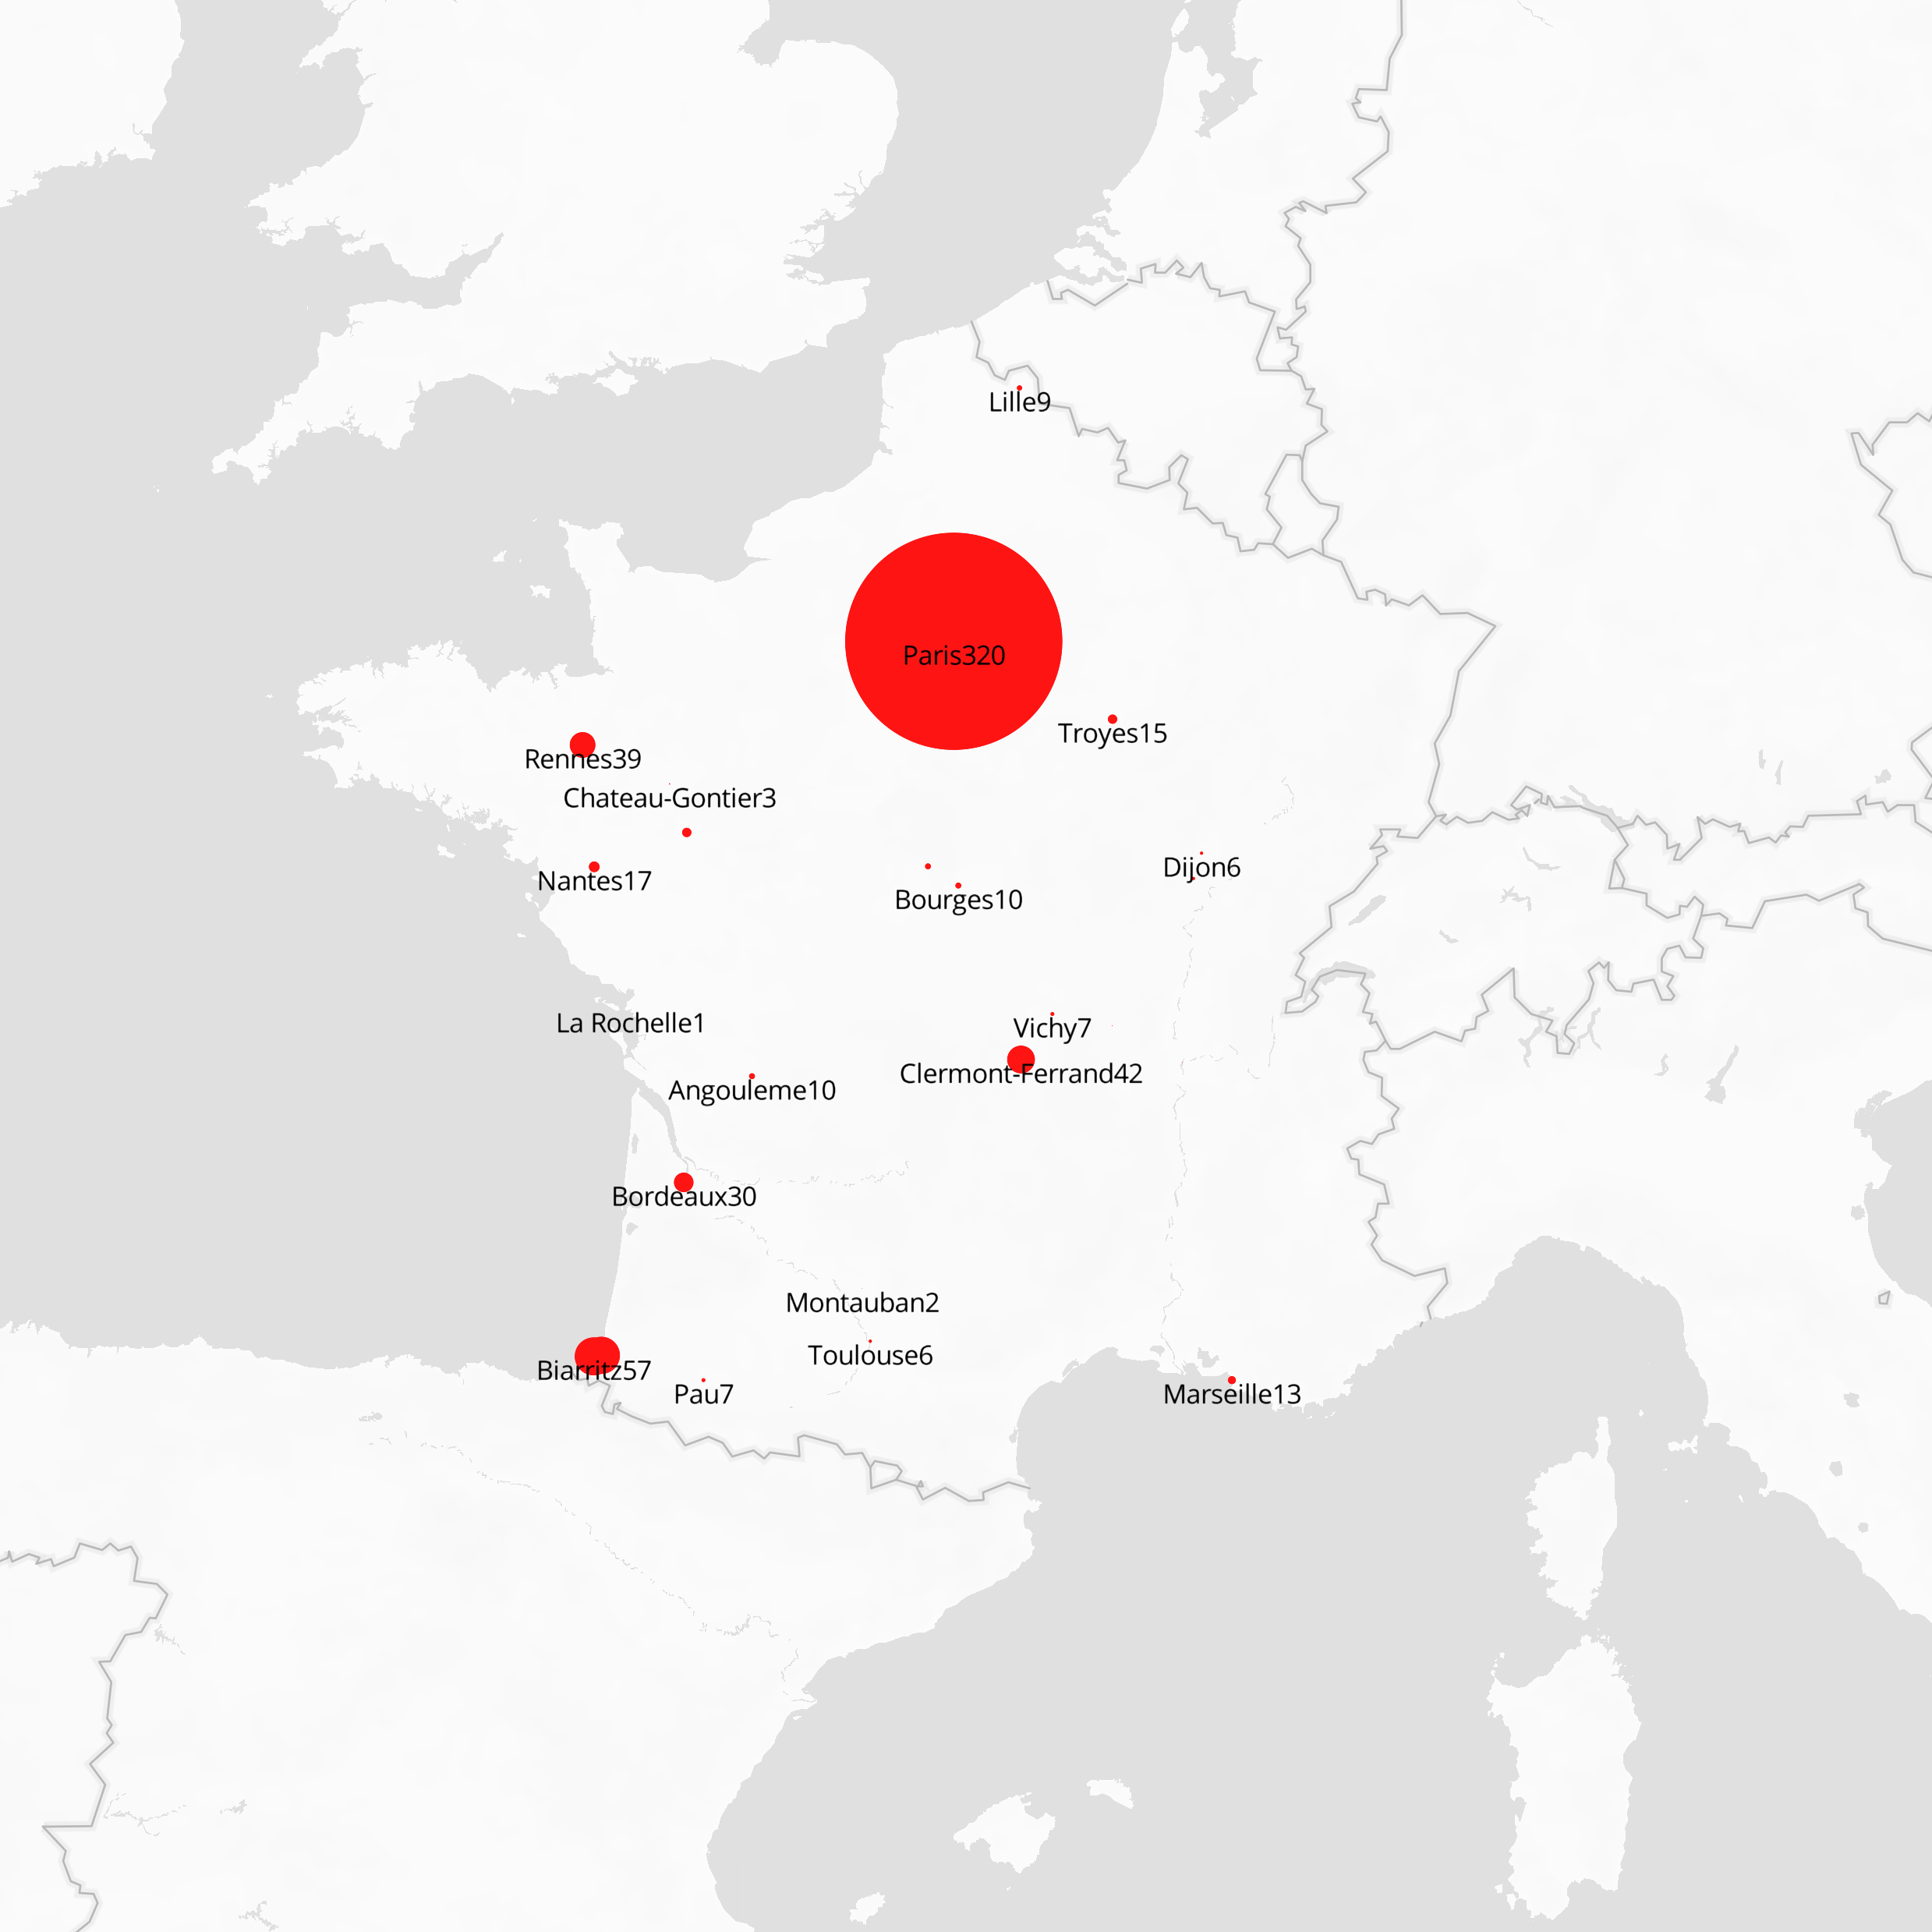 Lille9
Paris320
Troyes15
Rennes39
Chateau-Gontier3
Dijon6
Nantes17
Bourges10
La Rochelle1
Vichy7
Clermont-Ferrand42
Angouleme10
Bordeaux30
Montauban2
Toulouse6
Biarritz57
Pau7
Marseille13